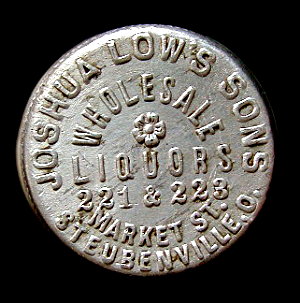 JOSHUA LOW'S SONS
WHOLESALE
LIQUORS
221 & 223
MARKET ST.
STEUBENVILLE, O.